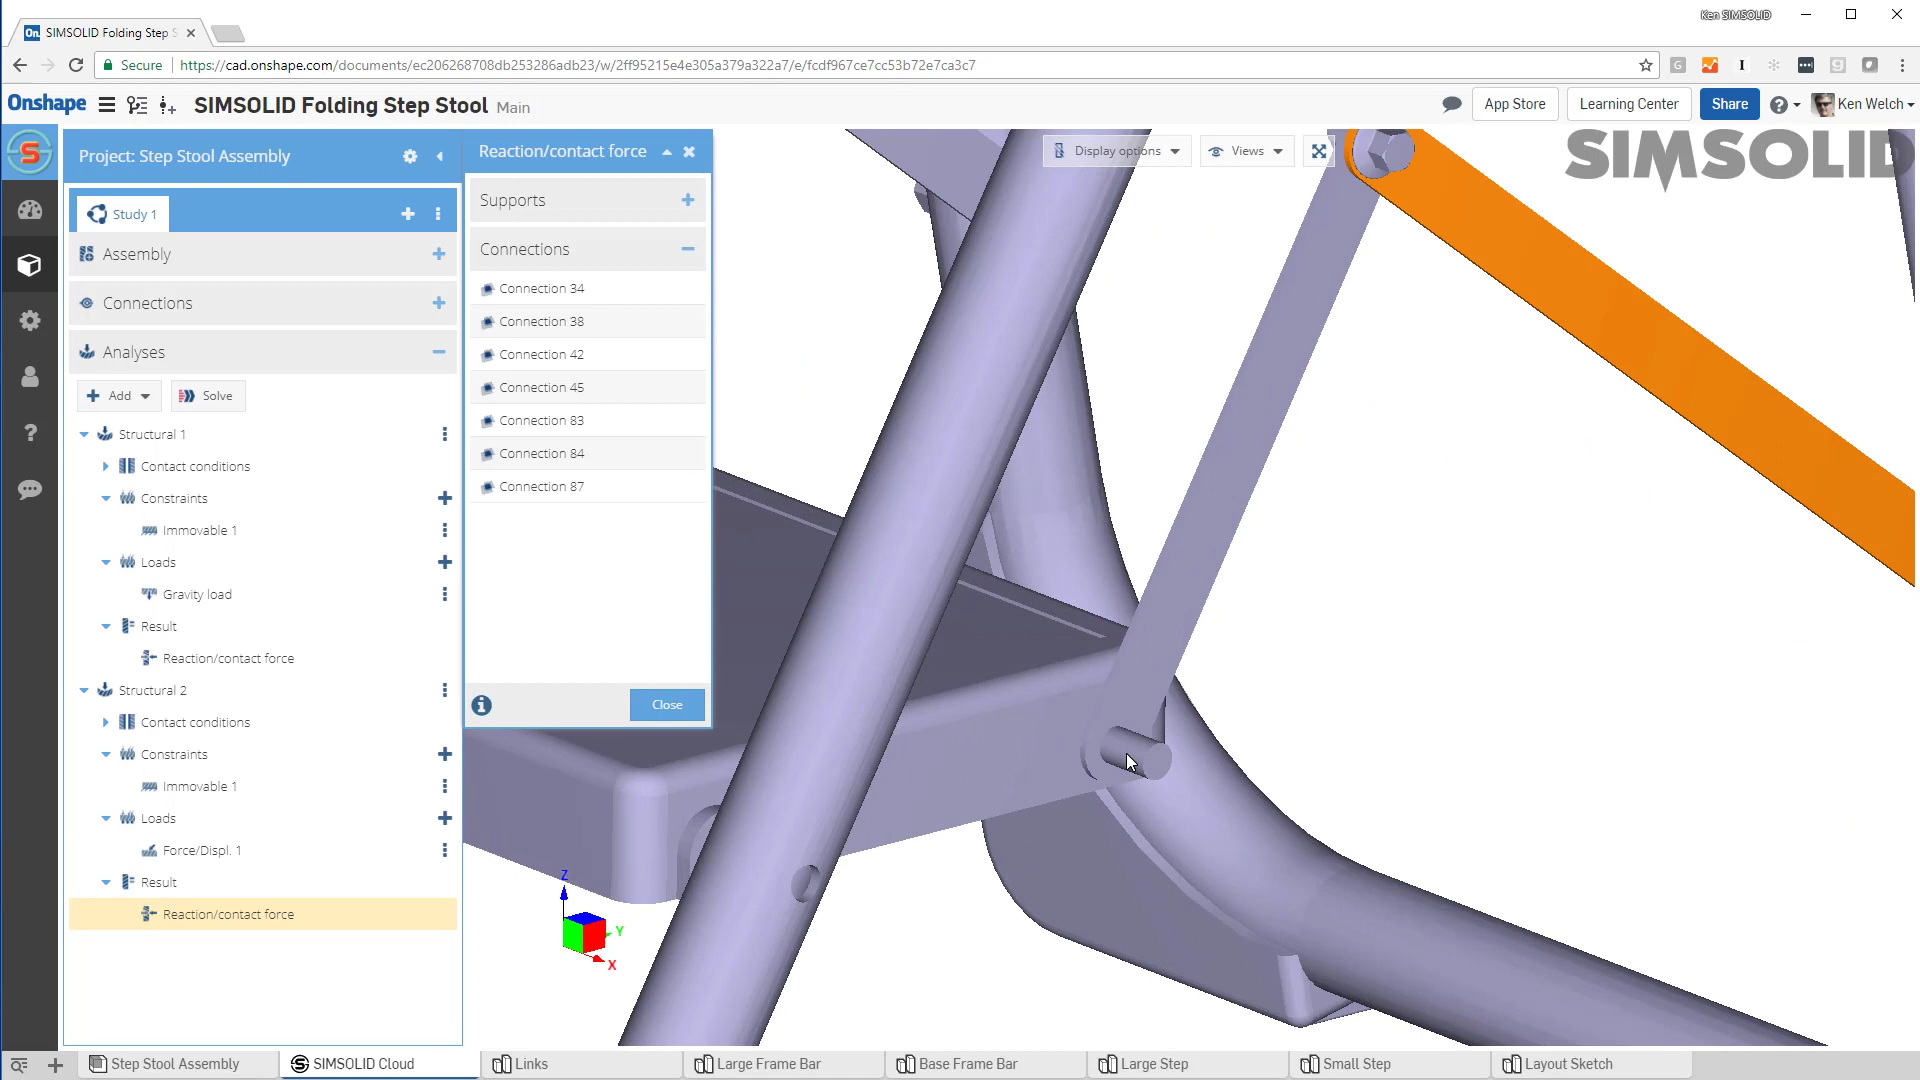 Ken SIMSOLID
SIMSOLID Folding Step S
Secure
https://cad.onshape.com/documents/ec206268708db253286adb23/w/2ff95215e4e305a379a322a7/e/fcdf967ce7cc53b72e7ca3c7
Onshape
SIMSOLID Folding Step Stool Main
App Store
Learning Center
Share
Ken Welch
Project: Step Stool Assembly
Reaction/contact force
Display options
Views
SIMSOLID
Study 1
Supports
Assembly
Connections
Connections
Connection 34
Connection 38
Connection 42
Connection 45
Connection 83
Connection 84
Connection 87
Close
Analyses
Add
Solve
Structural 1
Contact conditions
Constraints
Immovable 1
Loads
Gravity load
Result
Reaction/contact force
Structural 2
Contact conditions
Constraints
Immovable 1
Loads
Force/Displ. 1
Result
Reaction/contact force
Z
Y
X
Step Stool Assembly
SIMSOLID Cloud
Links
Large Frame Bar
Base Frame Bar
Large Step
Small Step
Layout Sketch